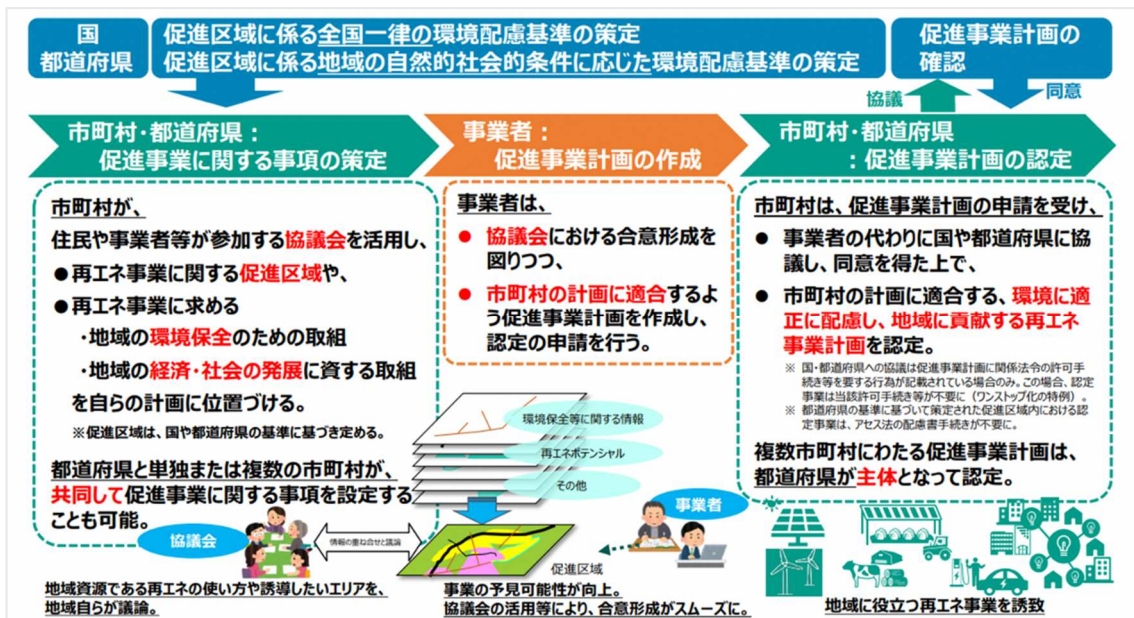 国
都道府県
促進区域に係る全国一律の環境配慮基準の策定
促進区域に係る地域の自然的社会的条件に応じた環境配慮基準の策定
促進事業計画の
確認
協議
同意
市町村・都道府県：
促進事業に関する事項の策定
事業者：
促進事業計画の作成
市町村・都道府県
：促進事業計画の認定
市町村が、
住民や事業者等が参加する協議会を活用し、
●再エネ事業に関する促進区域や、
●再エネ事業に求める
・地域の環境保全のための取組
・地域の経済・社会の発展に資する取組
を自らの計画に位置づける。
※促進区域は、国や都道府県の基準に基づき定める。
都道府県と単独または複数の市町村が、
共同して促進事業に関する事項を設定する
ことも可能。
協議会
情報の重ね合せと議論
地域資源である再エネの使い方や誘導したいエリアを、
地域自らが議論。
事業者は、
● 協議会における合意形成を
図りつつ、
● 市町村の計画に適合するよ
う促進事業計画を作成し、
認定の申請を行う。
環境保全等に関する情報
再エネポテンシャル
その他
事業者
促進区域
事業の予見可能性が向上。
協議会の活用等により、合意形成がスムーズに。
市町村は、促進事業計画の申請を受け、
● 事業者の代わりに国や都道府県に協
議し、同意を得た上で、
● 市町村の計画に適合する、環境に適
正に配慮し、地域に貢献する再エネ
事業計画を認定。
※ 国・都道府県への協議は促進事業計画に関係法令の許可手
続き等を要する行為が記載されている場合のみ。この場合、認定
事業は当該許可手続き等が不要に（ワンストップ化の特例）。
※ 都道府県の基準に基づいて策定された促進区域内における認
定事業は、アセス法の配慮書手続きが不要に。
複数市町村にわたる促進事業計画は、
都道府県が主体となって認定。
地域に役立つ再エネ事業を誘致